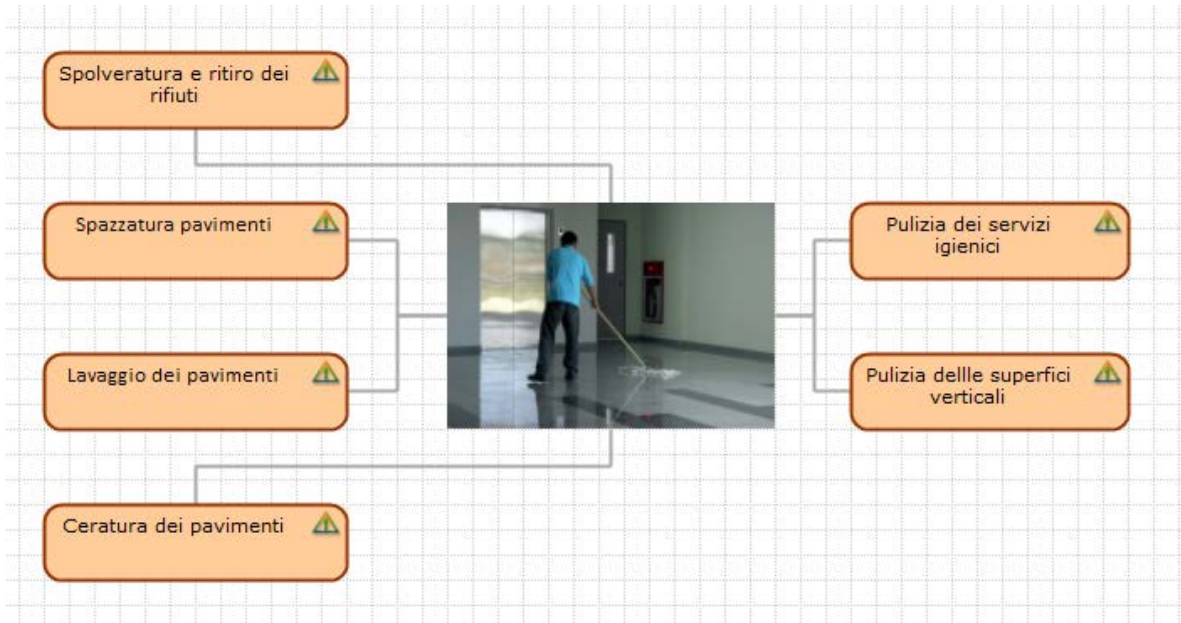 Spolveratura e ritiro dei
rifiuti
Spazzatura pavimenti
Lavaggio dei pavimenti
Ceratura dei pavimenti
Pulizia dei servizi
igienici
Pulizia dellle superfici
verticali